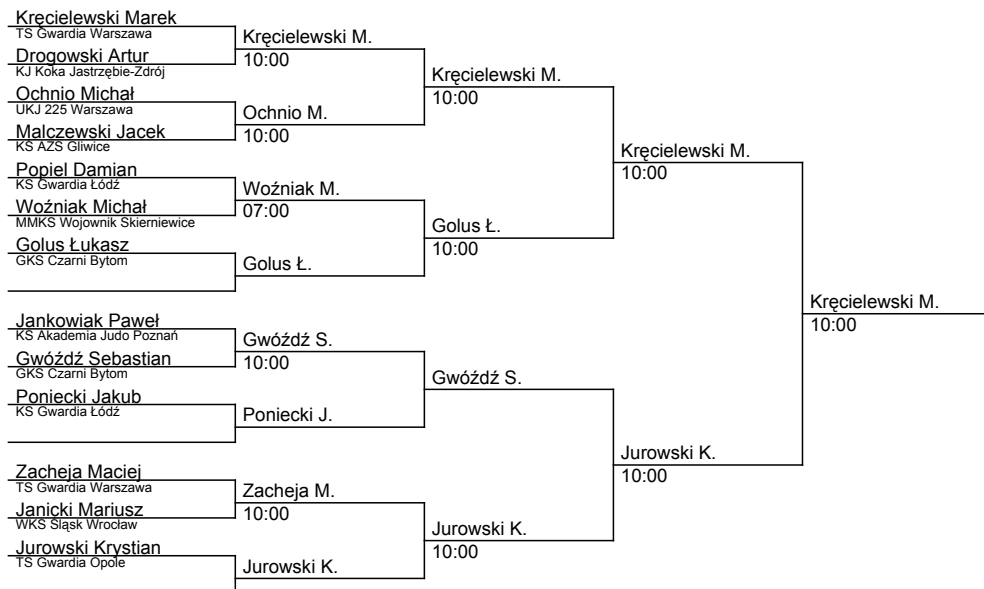 Kręcielewski Marek
TS Gwardia Warszawa
Kręcielewski M.
10:00
Drogowski Artur
KJ Koka Jastrzębie-Zdrój
Kręcielewski M.
10:00
Ochnio Michał
UKJ 225 Warszawa
Ochnio M.
10:00
Malczewski Jacek
KS AZS Gliwice
Kręcielewski M.
10:00
Popiel Damian
KS Gwardia Łódź
Woźniak M.
07:00
Woźniak Michał
MMKS Wojownik Skierniewice
Golus Ł.
10:00
Golus Łukasz
GKS Czarni Bytom
Golus Ł.
Kręcielewski M.
10:00
Jankowiak Paweł
KS Akademia Judo Poznań
Gwóźdź S.
10:00
Gwóźdź Sebastian
GKS Czarni Bytom
Gwóźdź S.
Poniecki Jakub
KS Gwardia Łódź
Poniecki J.
Jurowski K.
10:00
Zacheja Maciej
TS Gwardia Warszawa
Zacheja M.
10:00
Janicki Mariusz
WKS Śląsk Wrocław
Jurowski K.
10:00
Jurowski Krystian
TS Gwardia Opole
Jurowski K.